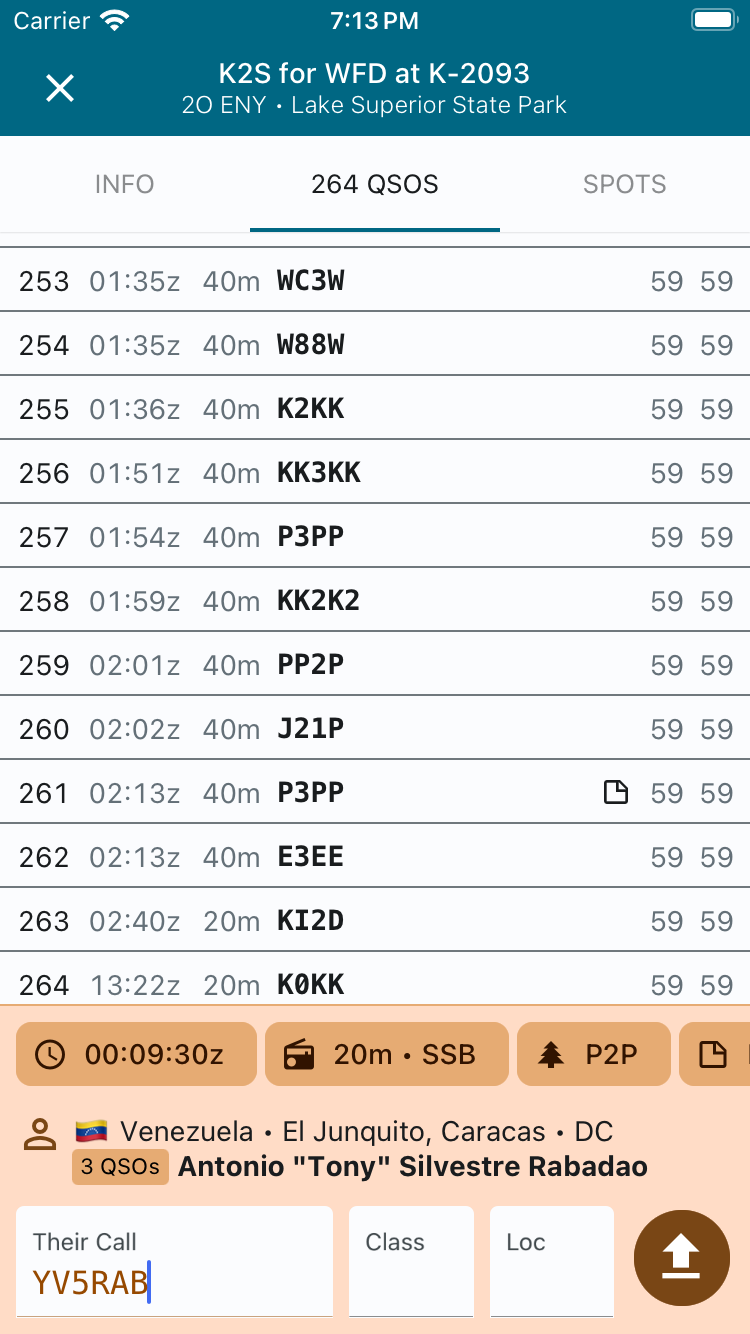 Carrier 7:13 PM
K2S for WFD at K-2093
2O ENY • Lake Superior State Park
INFO 264 QSOS SPOTS
253 01:35z 40m WC3W 59 59
254 01:35z 40m W88W 59 59
255 01:36z 40m K2KK 59 59
256 01:51z 40m KK3KK 59 59
257 01:54z 40m P3PP 59 59
258 01:59z 40m KK2K2 59 59
259 02:01z 40m PP2P 59 59
260 02:02z 40m J21P 59 59
261 02:13z 40m P3PP 59 59
262 02:13z 40m E3EE 59 59
263 02:40z 20m KI2D 59 59
264 13:22z 20m K0KK 59 59
00:09:30z 20m • SSB P2P
Venezuela • El Junquito, Caracas • DC
3 QSOs Antonio "Tony" Silvestre Rabadao
Their Call Class Loc
YV5RAB